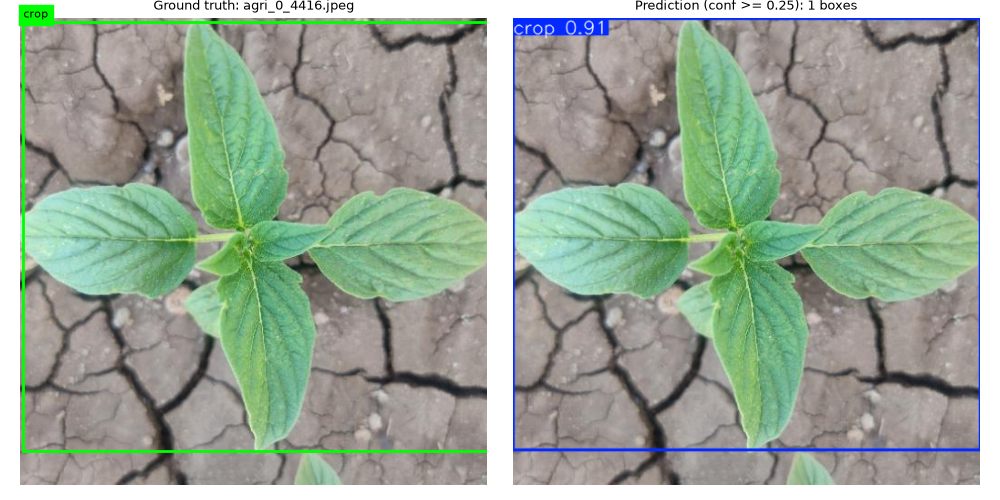 Ground truth: agri_0_4416.jpeg
crop
Prediction (conf >= 0.25): 1 boxes
crop 0.91